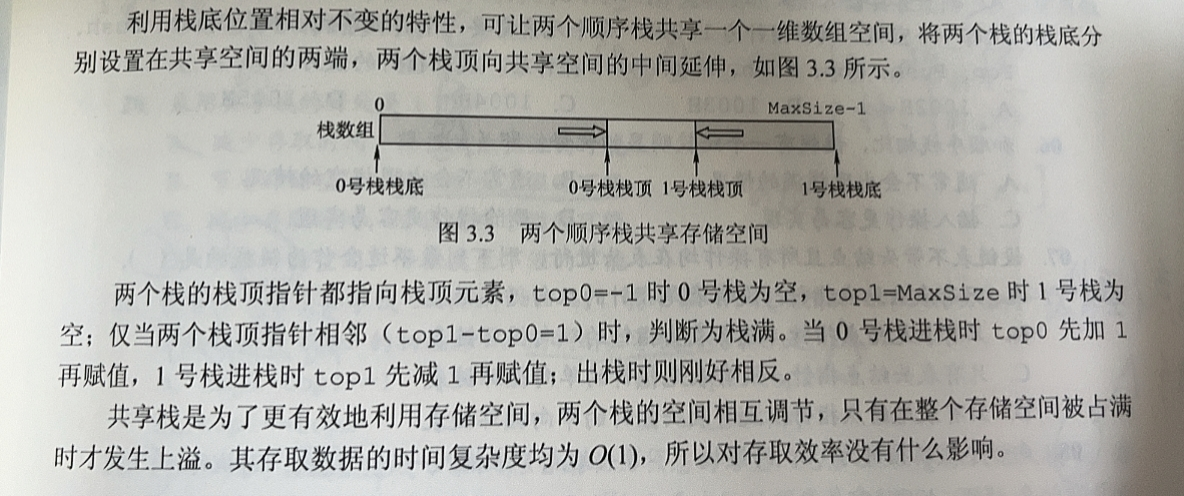 利用栈底位置相对不变的特性，可让两个顺序栈共享一个一维数组空间，将两个栈的栈底分
别设置在共享空间的两端，两个栈顶向共享空间的中间延伸，如图 3.3 所示。
0 MaxSize-1
栈数组
0号栈栈底 0号栈栈顶 1号栈栈顶 1号栈栈底
图 3.3 两个顺序栈共享存储空间
两个栈的栈顶指针都指向栈顶元素，top0=-1 时 0 号栈为空，top1=MaxSize 时 1 号栈为
空；仅当两个栈顶指针相邻（top1-top0=1）时，判断为栈满。当 0 号栈进栈时 top0 先加 1
再赋值，1 号栈进栈时 top1 先减 1 再赋值；出栈时则刚好相反。
共享栈是为了更有效地利用存储空间，两个栈的空间相互调节，只有在整个存储空间被占满
时才发生上溢。其存取数据的时间复杂度均为 O(1)，所以对存取效率没有什么影响。